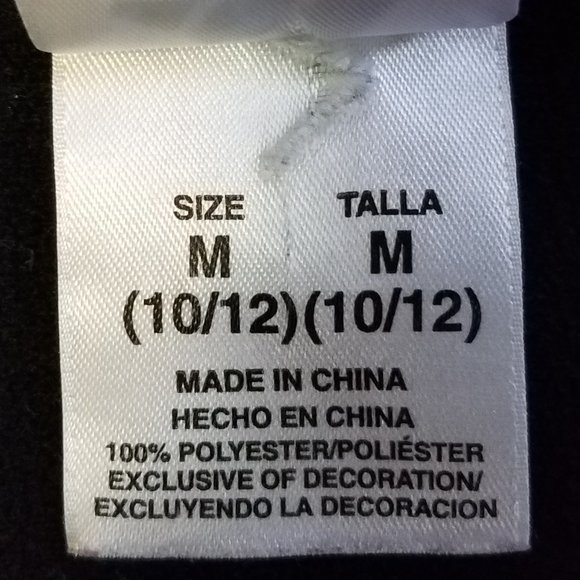 SIZE TALLA
M M
(10/12) (10/12)
MADE IN CHINA
HECHO EN CHINA
100% POLYESTER/POLIÉSTER
EXCLUSIVE OF DECORATION/
EXCLUYENDO LA DECORACION